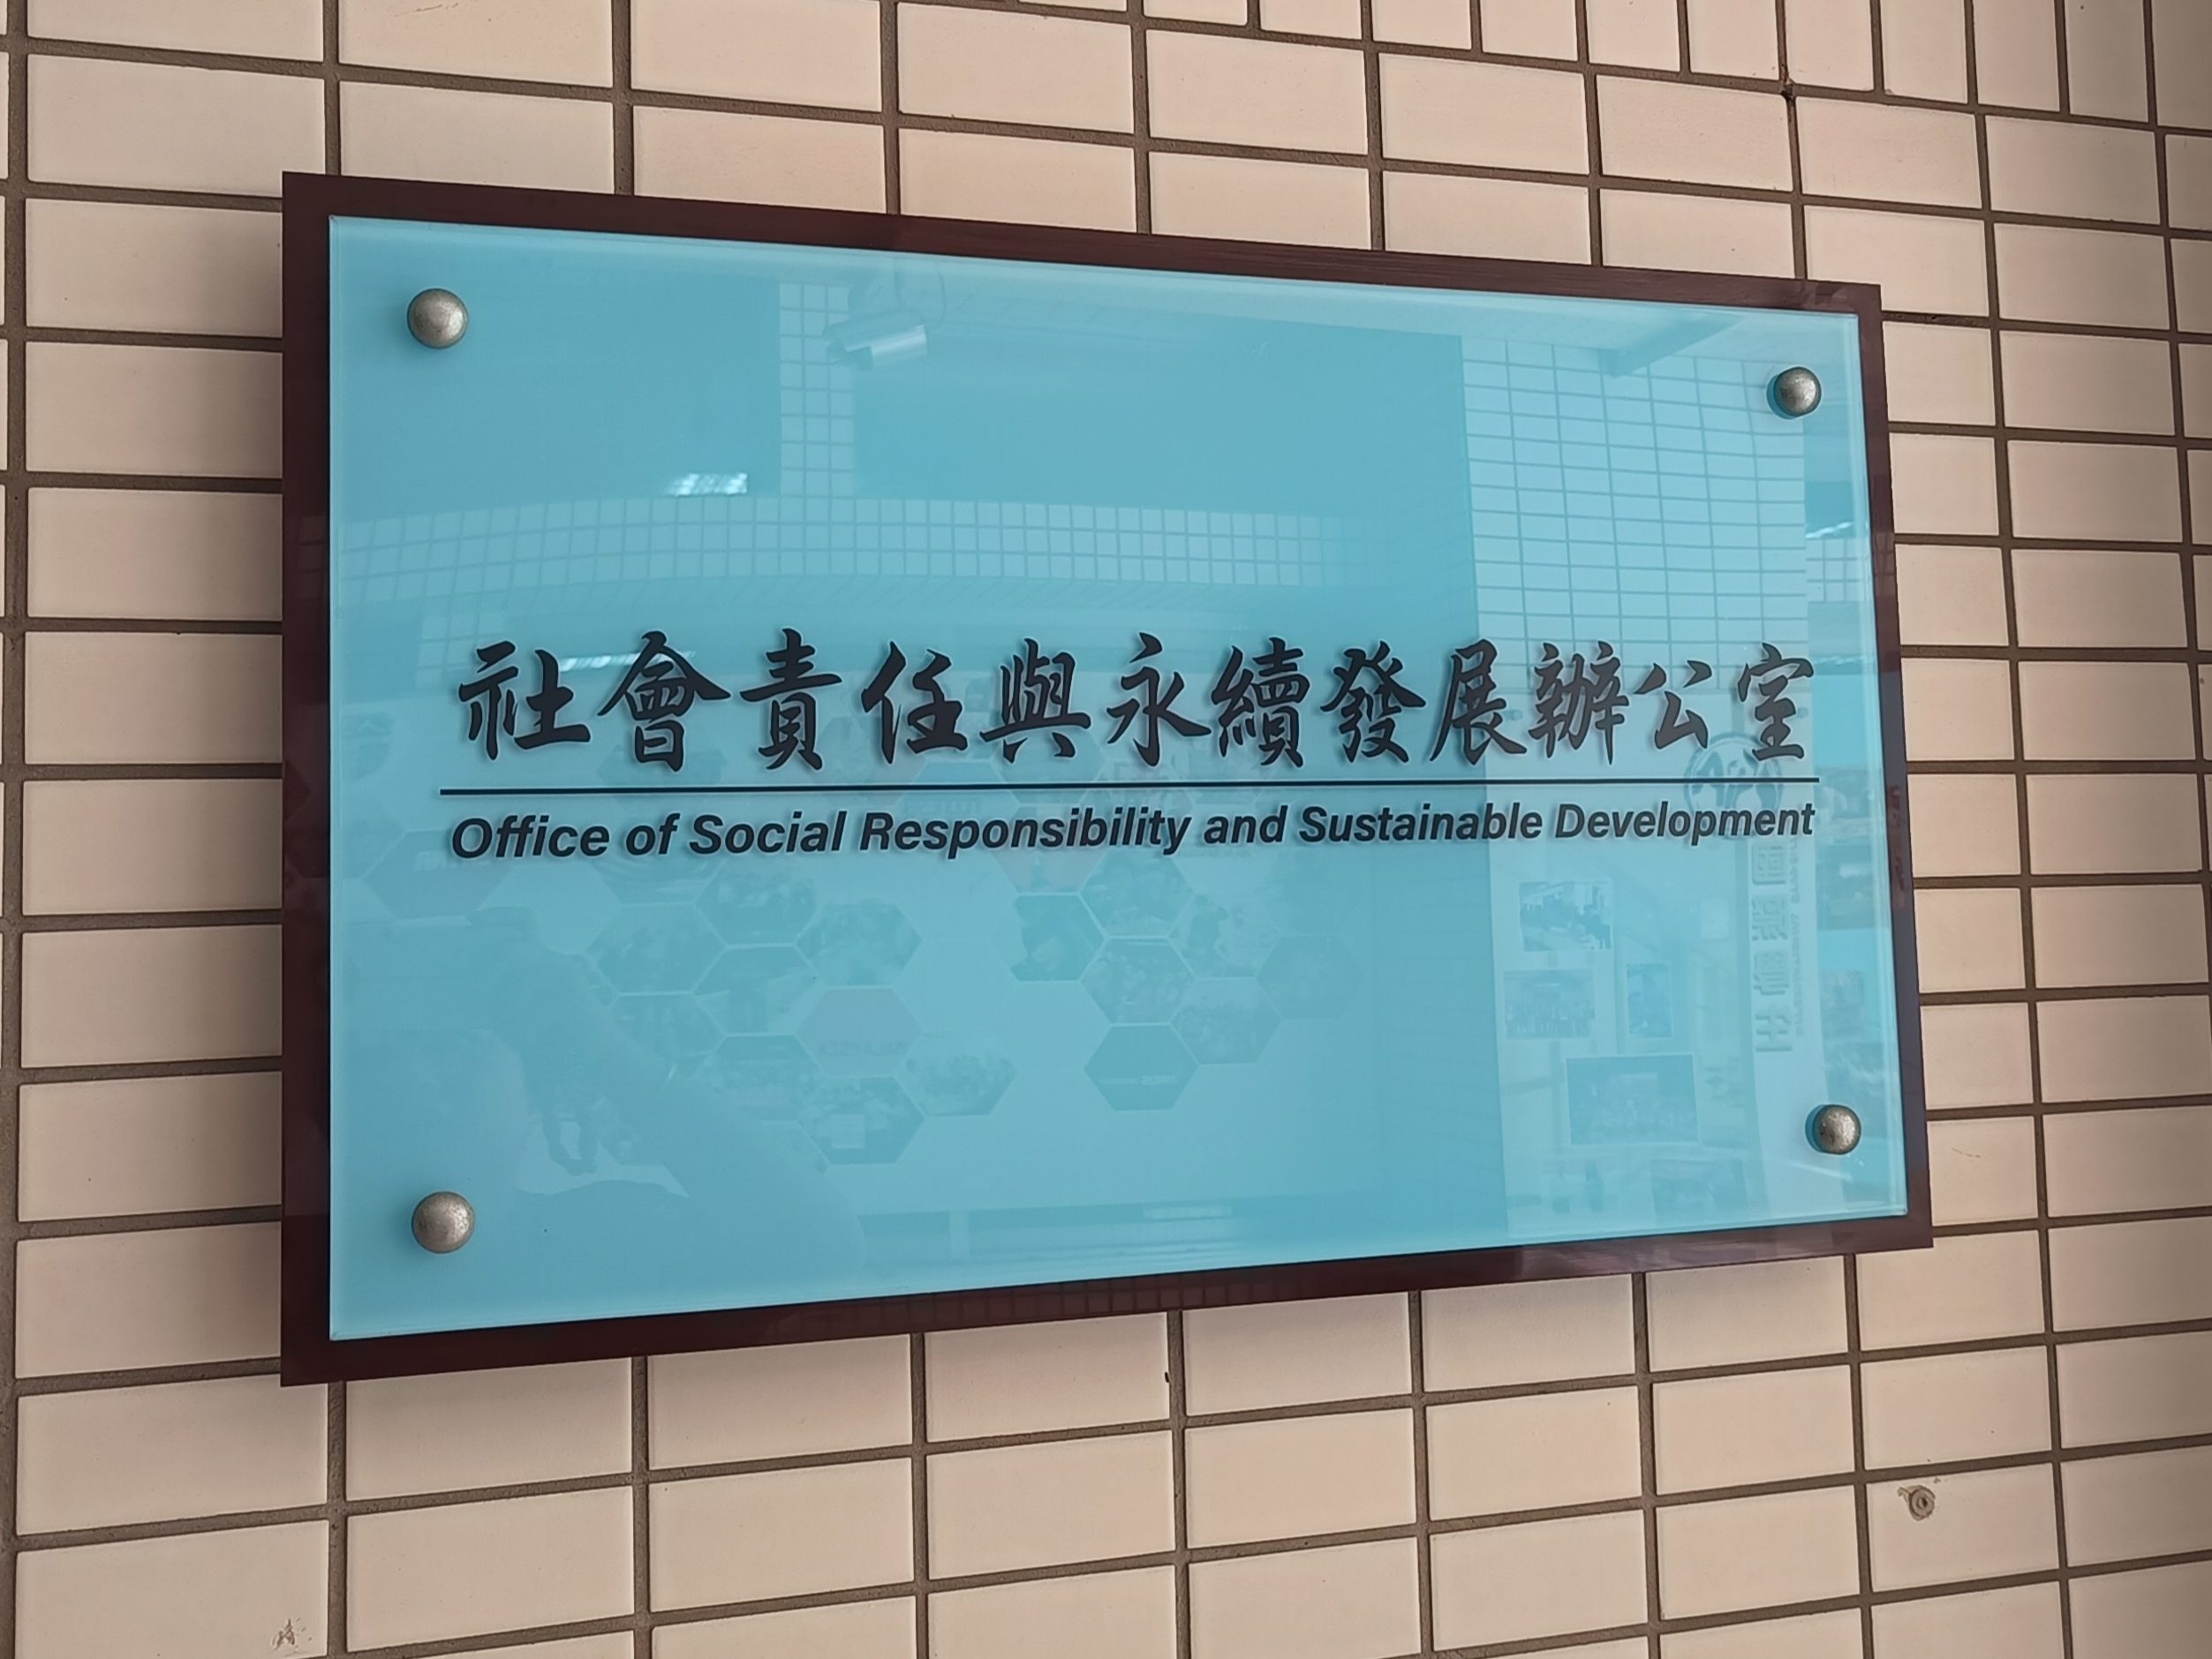 社會責任與永續發展辦公室
Office of Social Responsibility and Sustainable Development